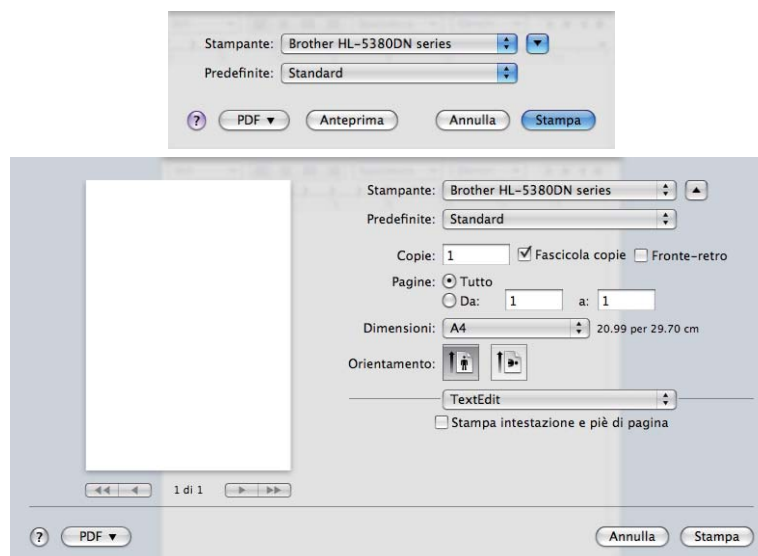 Stampante: Brother HL-5380DN series
Predefinite: Standard
? PDF Anteprima Annulla Stampa
Stampante: Brother HL-5380DN series
Predefinite: Standard
Copie: 1 Fascicola copie Fronte-retro
Pagine: Tutto
Da: 1 a: 1
Dimensioni: A4 20.99 per 29.70 cm
Orientamento:
TextEdit
Stampa intestazione e piè di pagina
1 di 1
? PDF Annulla Stampa